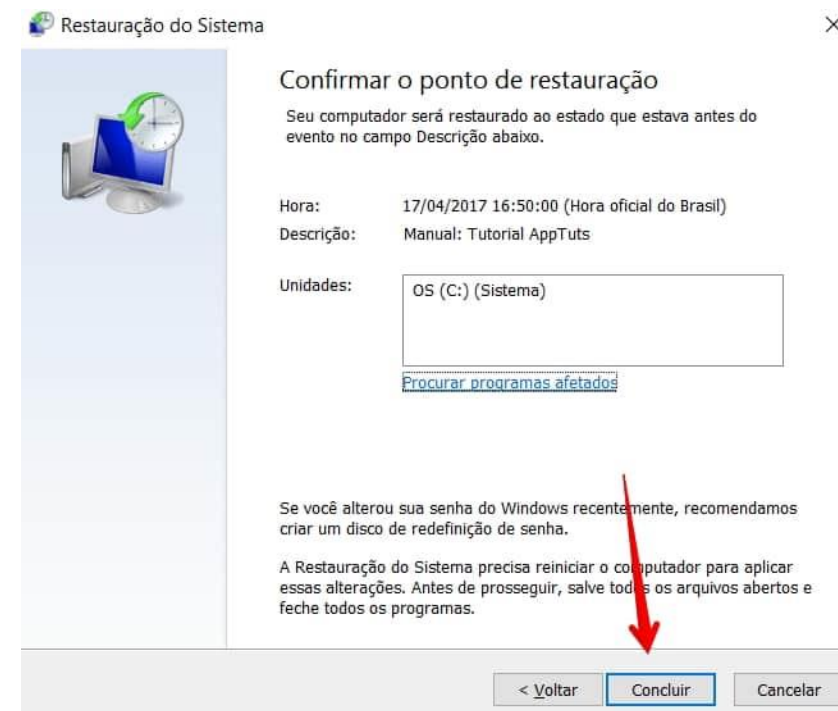 Restauração do Sistema
Confirmar o ponto de restauração
Seu computador será restaurado ao estado que estava antes do
evento no campo Descrição abaixo.
Hora: 17/04/2017 16:50:00 (Hora oficial do Brasil)
Descrição: Manual: Tutorial AppTuts
Unidades: OS (C:) (Sistema)
Procurar programas afetados
Se você alterou sua senha do Windows recentemente, recomendamos
criar um disco de redefinição de senha.
A Restauração do Sistema precisa reiniciar o computador para aplicar
essas alterações. Antes de prosseguir, salve todos os arquivos abertos e
feche todos os programas.
< Voltar Concluir Cancelar